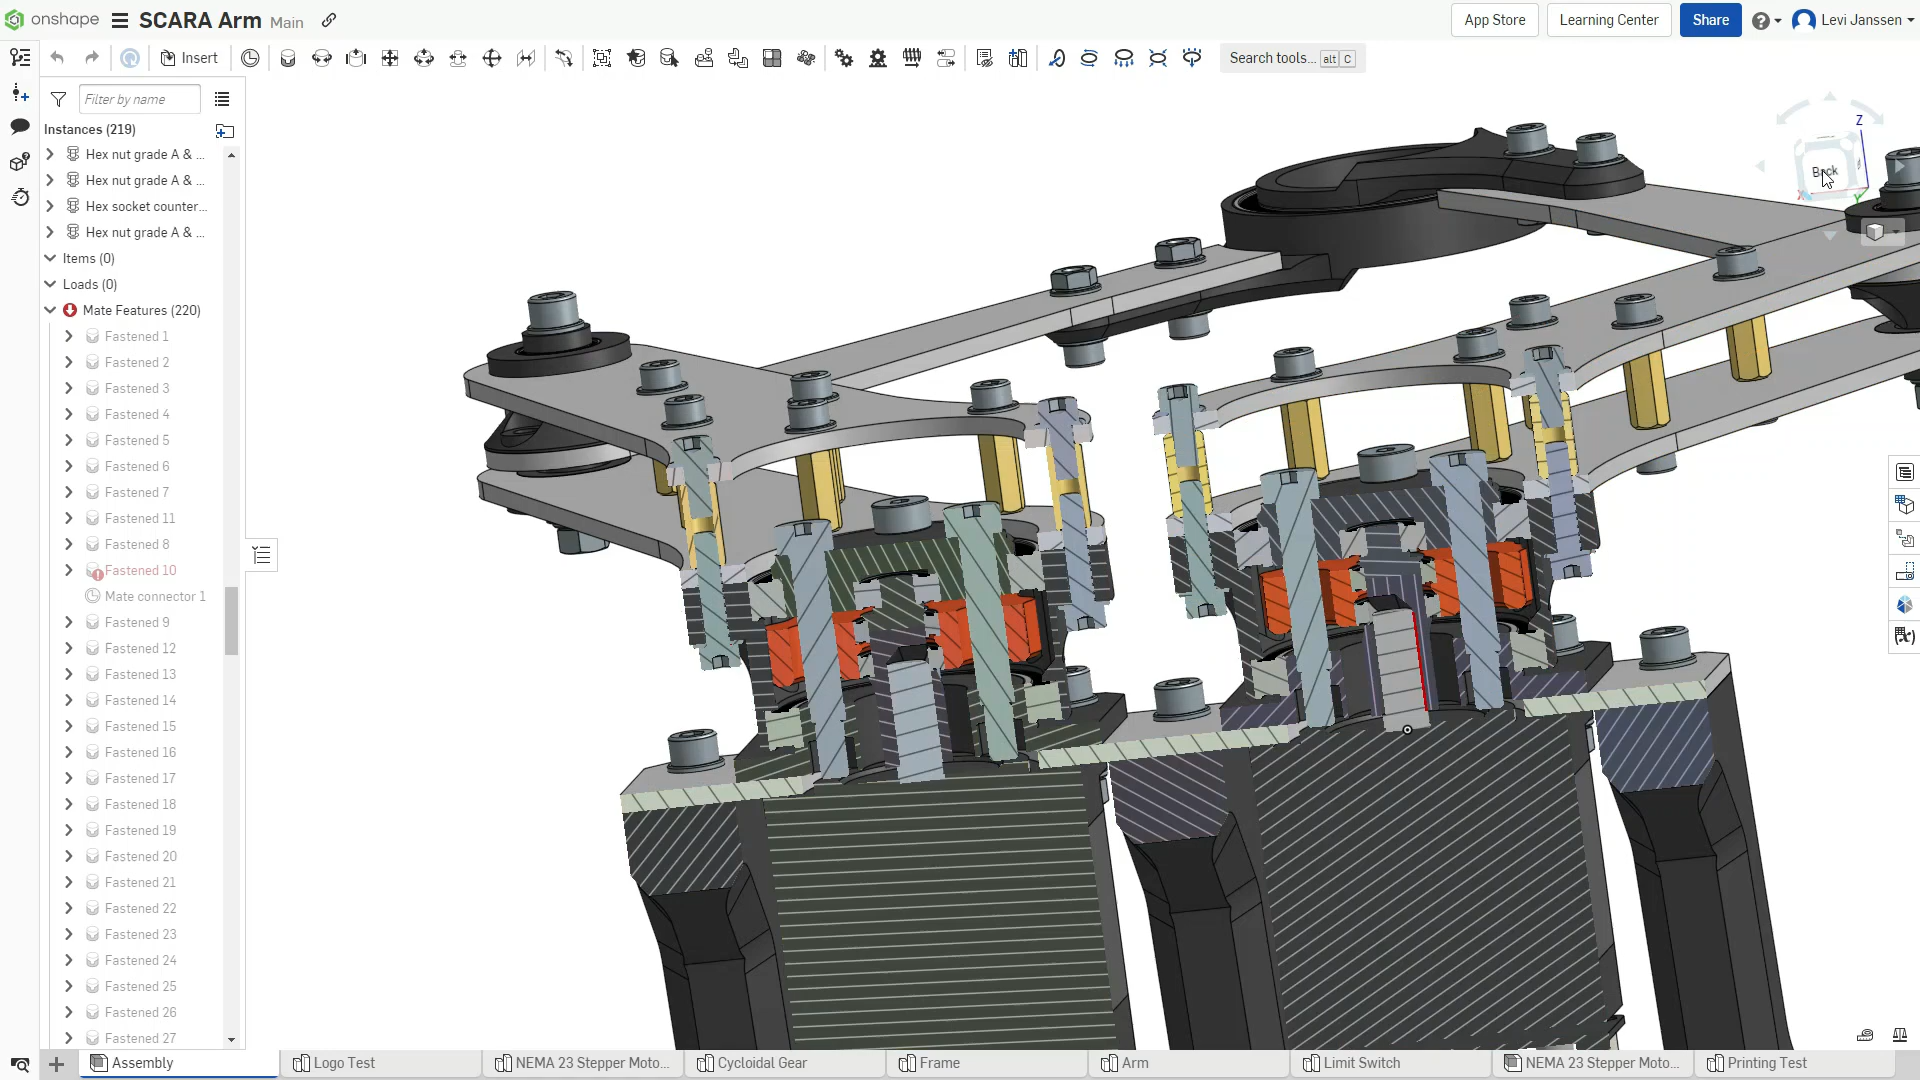 onshape
SCARA Arm Main
App Store
Learning Center
Share
Levi Janssen
Insert
Search tools... alt C
Filter by name
Instances (219)
Hex nut grade A & ...
Hex nut grade A & ...
Hex socket counter...
Hex nut grade A & ...
Items (0)
Loads (0)
Mate Features (220)
Fastened 1
Fastened 2
Fastened 3
Fastened 4
Fastened 5
Fastened 6
Fastened 7
Fastened 11
Fastened 8
Fastened 10
Mate connector 1
Fastened 9
Fastened 12
Fastened 13
Fastened 14
Fastened 15
Fastened 16
Fastened 17
Fastened 18
Fastened 19
Fastened 20
Fastened 21
Fastened 22
Fastened 23
Fastened 24
Fastened 25
Fastened 26
Fastened 27
Z
Back
X
Y
(x)
Assembly
Logo Test
NEMA 23 Stepper Moto...
Cycloidal Gear
Frame
Arm
Limit Switch
NEMA 23 Stepper Moto...
Printing Test